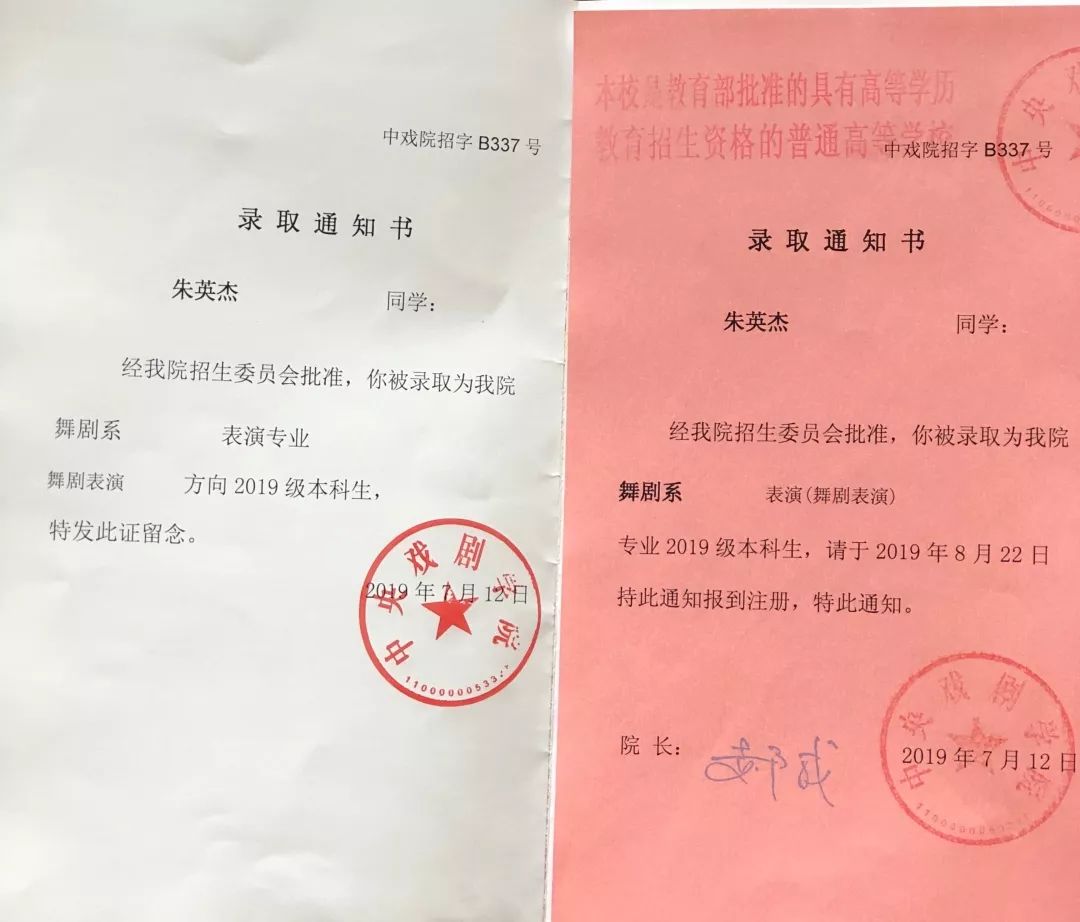 中戏院招字 B337 号
录取通知书
朱英杰 同学：
经我院招生委员会批准，你被录取为我院
舞剧系 表演专业
舞剧表演 方向 2019 级本科生，
特发此证留念。
2019 年 7 月 12 日
中央戏剧学院
本校是教育部批准的具有高等学历
教育招生资格的普通高等学校
中戏院招字 B337 号
中央戏
录取通知书
朱英杰 同学：
经我院招生委员会批准，你被录取为我院
舞剧系 表演(舞剧表演)
专业 2019 级本科生，请于 2019 年 8 月 22 日
持此通知报到注册，特此通知。
院 长：
2019 年 7 月 12 日
中央戏剧学院